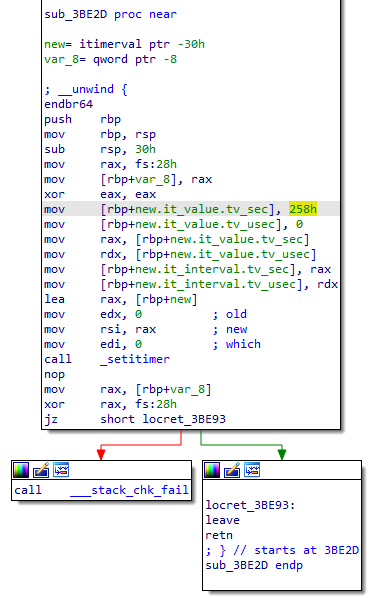 sub_3BE2D proc near
new= itimerval ptr -30h
var_8= qword ptr -8
; __unwind {
endbr64
push    rbp
mov     rbp, rsp
sub     rsp, 30h
mov     rax, fs:28h
mov     [rbp+var_8], rax
xor     eax, eax
mov     [rbp+new.it_value.tv_sec], 258h
mov     [rbp+new.it_value.tv_usec], 0
mov     rax, [rbp+new.it_value.tv_sec]
mov     rdx, [rbp+new.it_value.tv_usec]
mov     [rbp+new.it_interval.tv_sec], rax
mov     [rbp+new.it_interval.tv_usec], rdx
lea     rax, [rbp+new]
mov     edx, 0          ; old
mov     rsi, rax        ; new
mov     edi, 0          ; which
call    _setitimer
nop
mov     rax, [rbp+var_8]
xor     rax, fs:28h
jz      short locret_3BE93
call    ___stack_chk_fail
locret_3BE93:
leave
retn
; } // starts at 3BE2D
sub_3BE2D endp